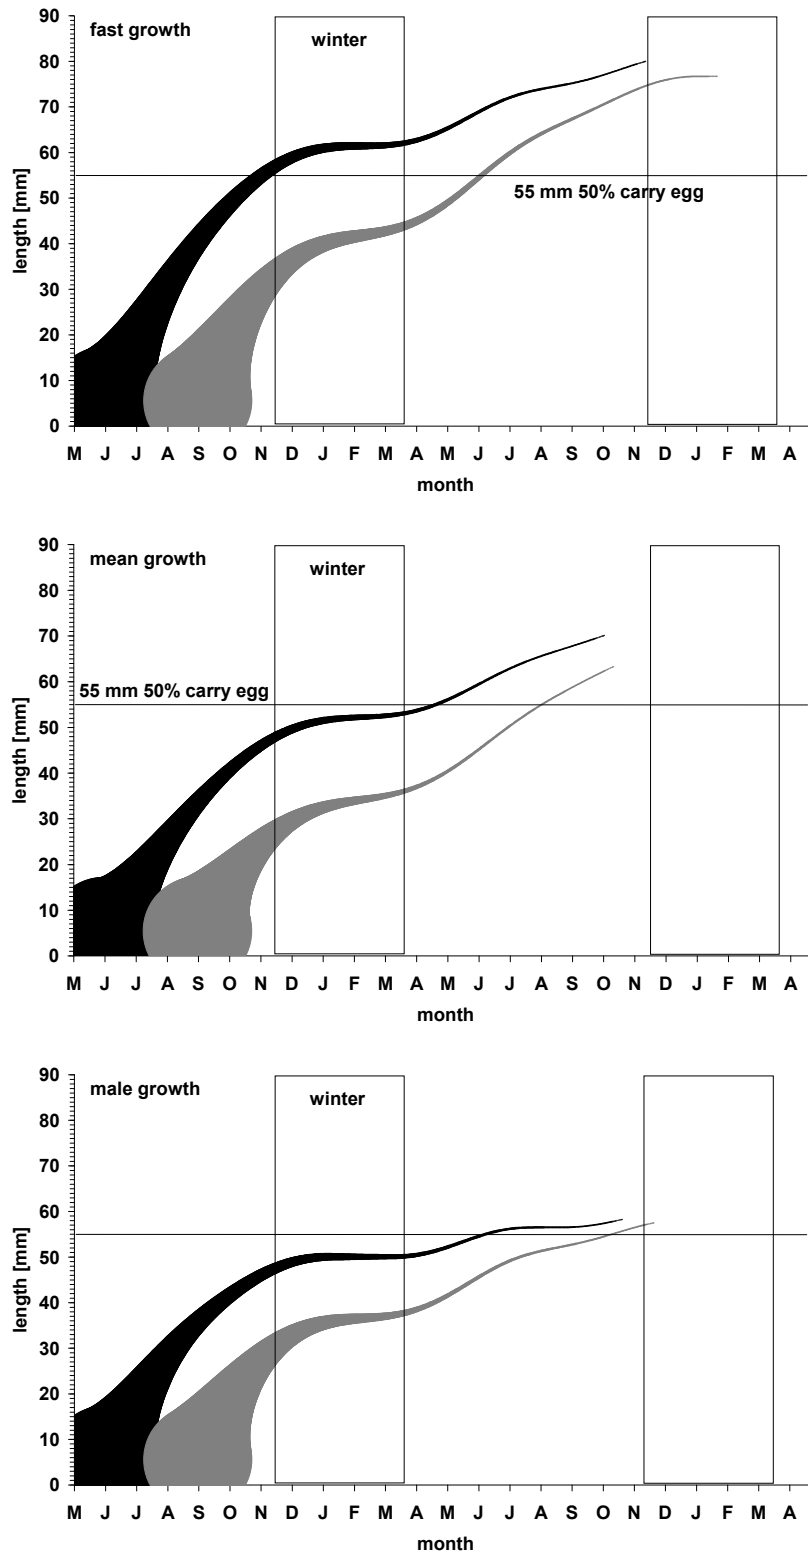 90
fast growth
winter
80
70
60
55 mm 50% carry egg
50
40
30
20
10
0
length [mm]
M J J A S O N D J F M A M J J A S O N D J F M A
month
90
mean growth
winter
80
70
60
55 mm 50% carry egg
50
40
30
20
10
0
length [mm]
M J J A S O N D J F M A M J J A S O N D J F M A
month
90
male growth
winter
80
70
60
50
40
30
20
10
0
length [mm]
M J J A S O N D J F M A M J J A S O N D J F M A
month